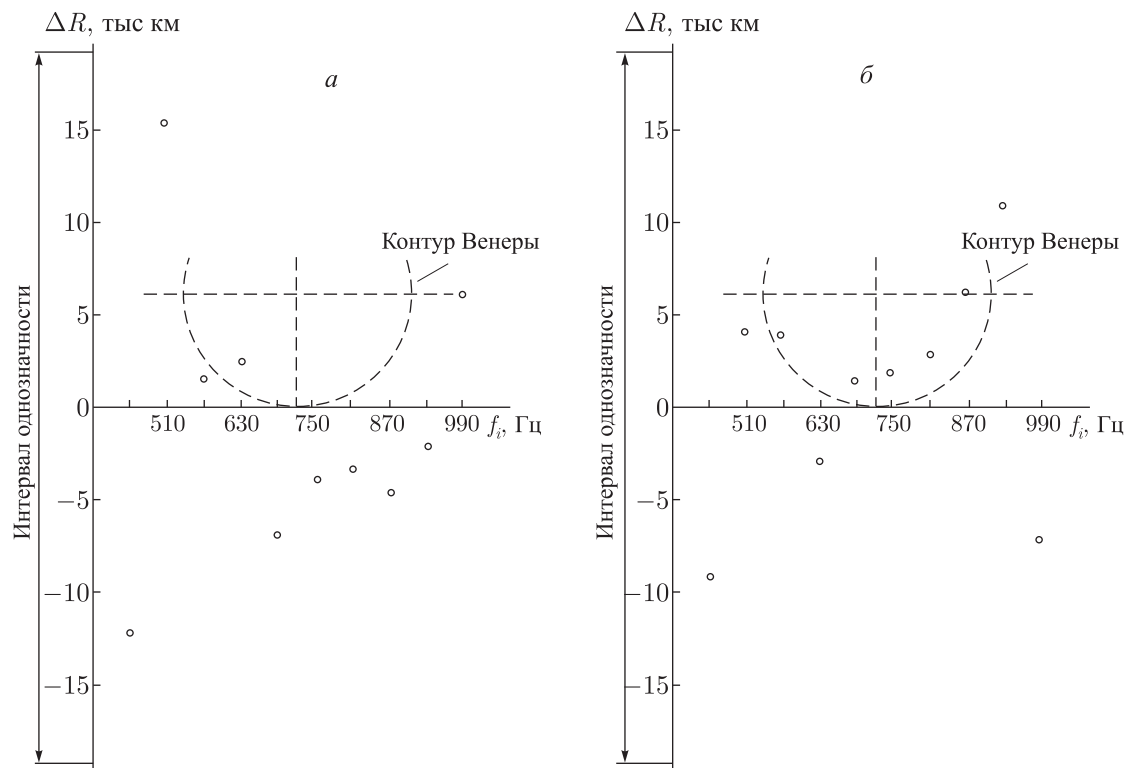 ΔR, тыс км
а
15
10
Контур Венеры
5
0
510 630 750 870 990 f_i, Гц
−5
−10
−15
Интервал однозначности
ΔR, тыс км
б
15
10
Контур Венеры
5
0
510 630 750 870 990 f_i, Гц
−5
−10
−15
Интервал однозначности